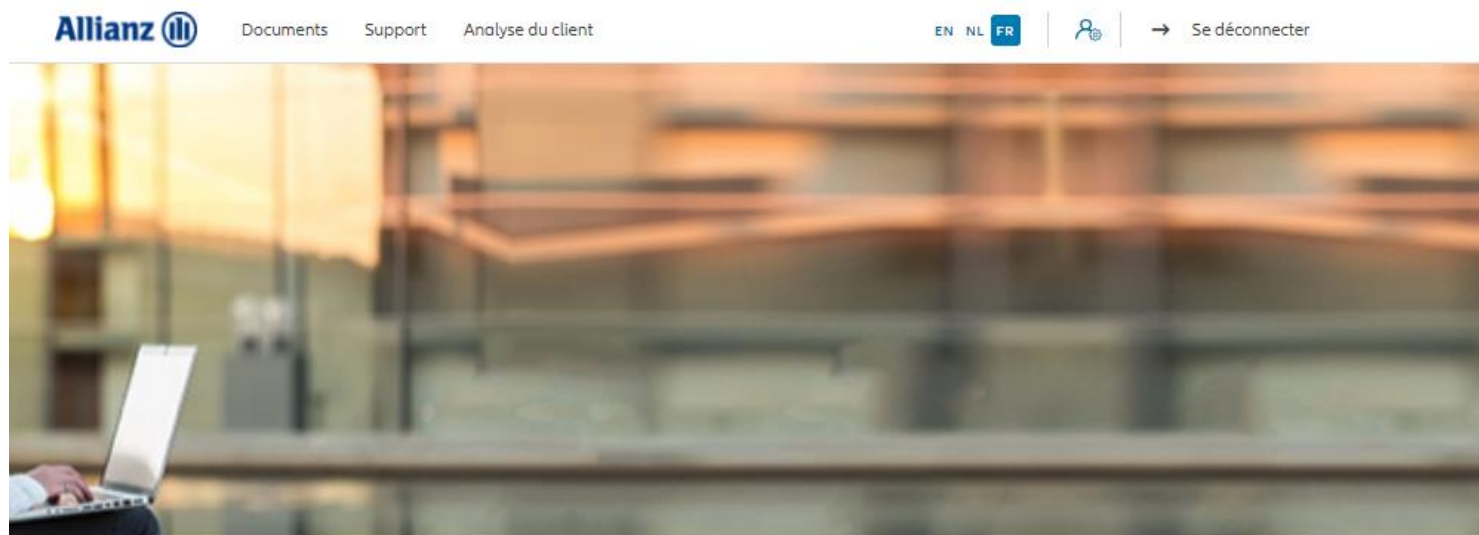 Allianz Documents Support Analyse du client EN NL FR → Se déconnecter